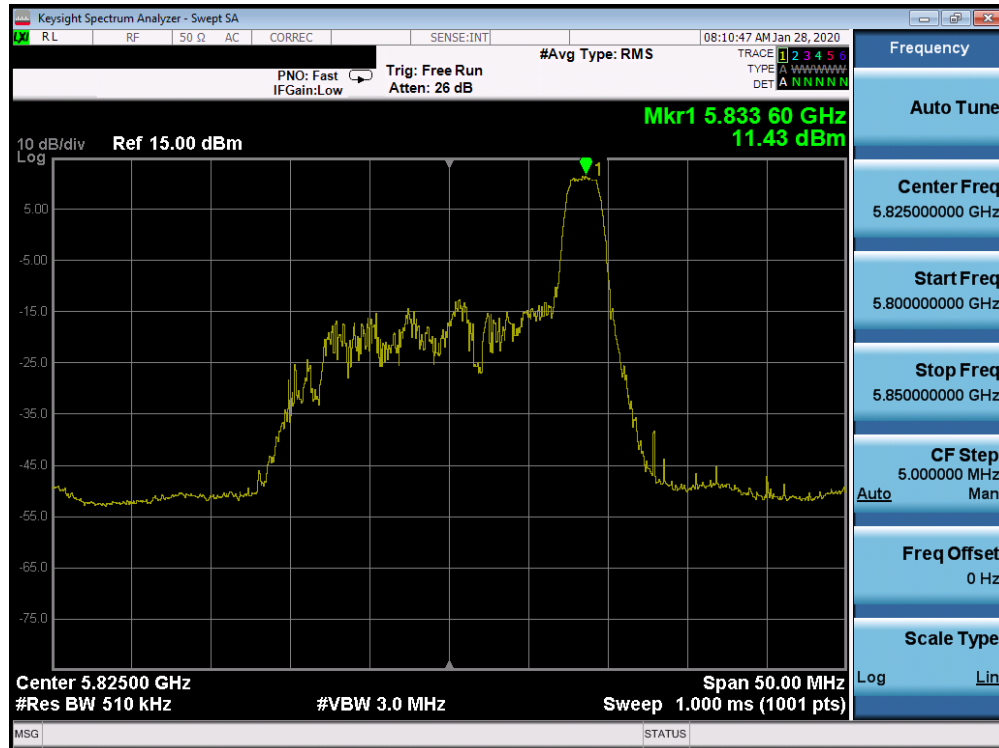 Keysight Spectrum Analyzer - Swept SA
LXI RL RF 50 Ω AC CORREC SENSE:INT 08:10:47 AM Jan 28, 2020
#Avg Type: RMS
TRACE 1 2 3 4 5 6
TYPE A WWWWW
DET A N N N N N
PNO: Fast
IFGain:Low
Trig: Free Run
Atten: 26 dB
Mkr1 5.833 60 GHz
11.43 dBm
10 dB/div
Log
Ref 15.00 dBm
1
5.00
-5.00
-15.0
-25.0
-35.0
-45.0
-55.0
-65.0
-75.0
Center 5.82500 GHz
#Res BW 510 kHz
#VBW 3.0 MHz
Span 50.00 MHz
Sweep 1.000 ms (1001 pts)
MSG
STATUS
Frequency
Auto Tune
Center Freq
5.825000000 GHz
Start Freq
5.800000000 GHz
Stop Freq
5.850000000 GHz
CF Step
5.000000 MHz
Auto Man
Freq Offset
0 Hz
Scale Type
Log Lin